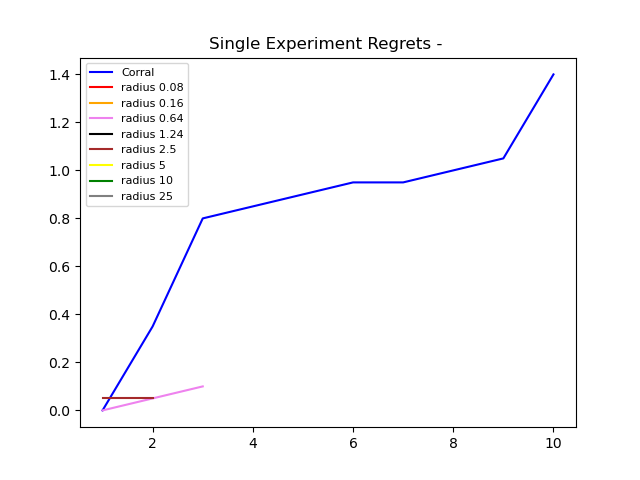 Single Experiment Regrets -
Corral
radius 0.08
radius 0.16
radius 0.64
radius 1.24
radius 2.5
radius 5
radius 10
radius 25
1.4
1.2
1.0
0.8
0.6
0.4
0.2
0.0
2 4 6 8 10